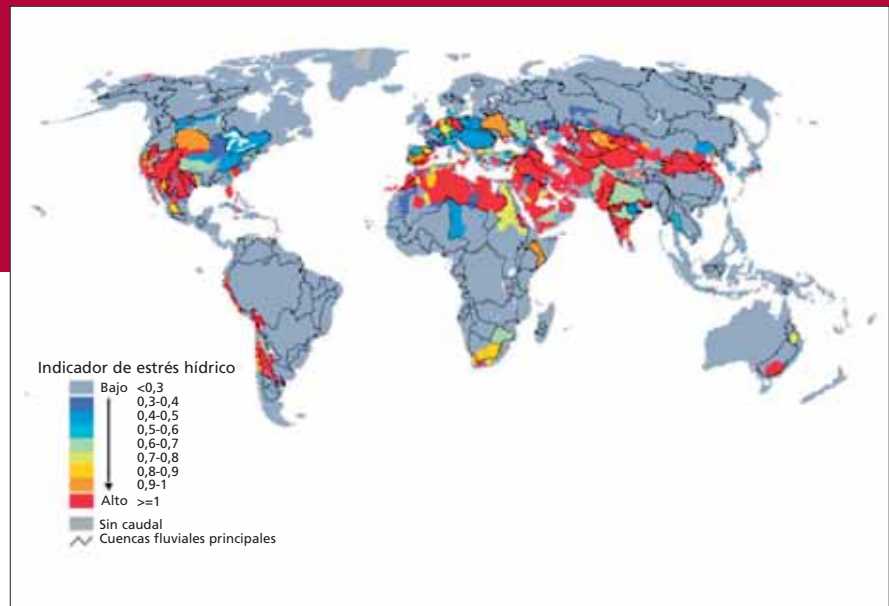 Indicador de estrés hídrico
Bajo <0,3
0,3-0,4
0,4-0,5
0,5-0,6
0,6-0,7
0,7-0,8
0,8-0,9
0,9-1
Alto >=1
Sin caudal
Cuencas fluviales principales